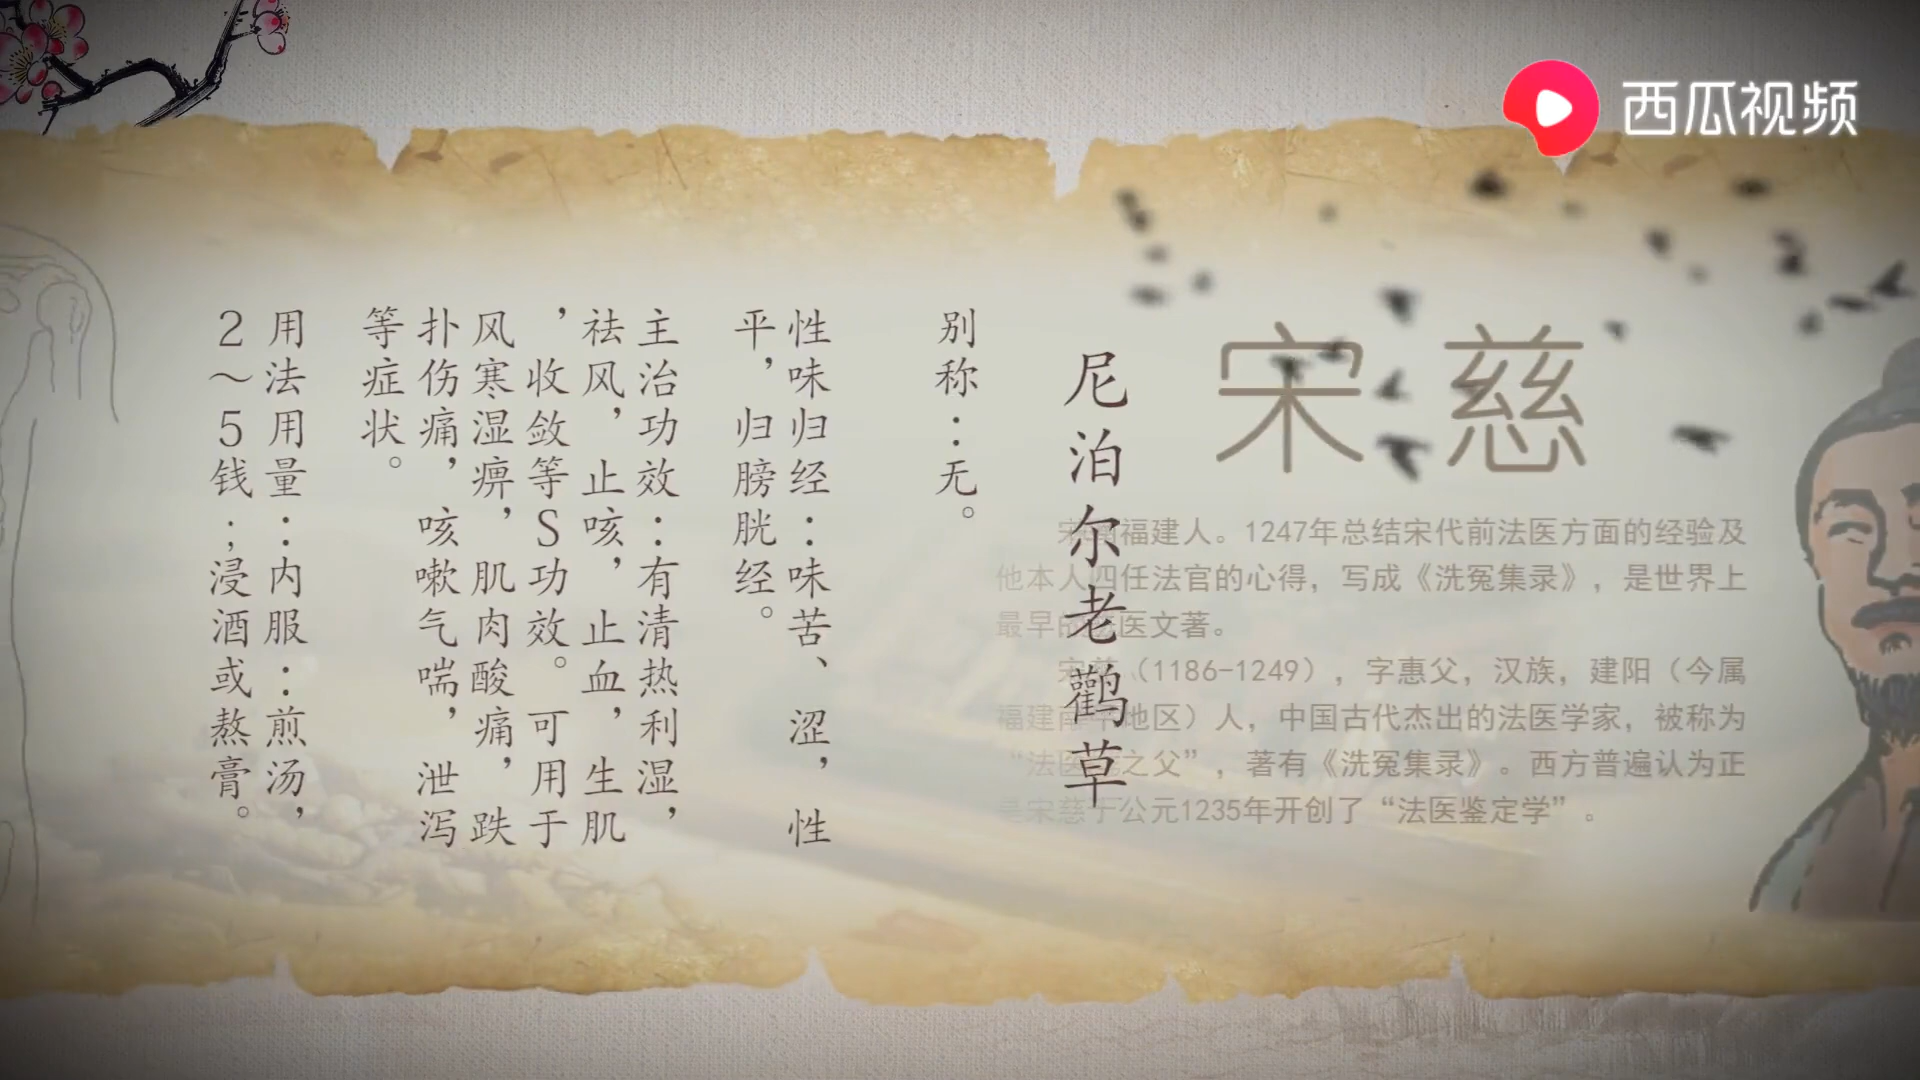 西瓜视频
宋慈
福建人。1247年总结宋代前法医方面的经验及
他本人四任法官的心得，写成《洗冤集录》，是世界上
最早的法医文著。
宋慈（1186-1249），字惠父，汉族，建阳（今属
福建南平地区）人，中国古代杰出的法医学家，被称为
“法医学之父”，著有《洗冤集录》。西方普遍认为正
是宋慈于公元1235年开创了“法医鉴定学”。
尼泊尔老鹳草
别称：无。
性味归经：味苦、涩，性
平，归膀胱经。
主治功效：有清热利湿，
祛风，止咳，止血，生肌
，收敛等S功效。可用于
风寒湿痹，肌肉酸痛，跌
扑伤痛，咳嗽气喘，泄泻
等症状。
用法用量：内服：煎汤，
2～5钱；浸酒或熬膏。